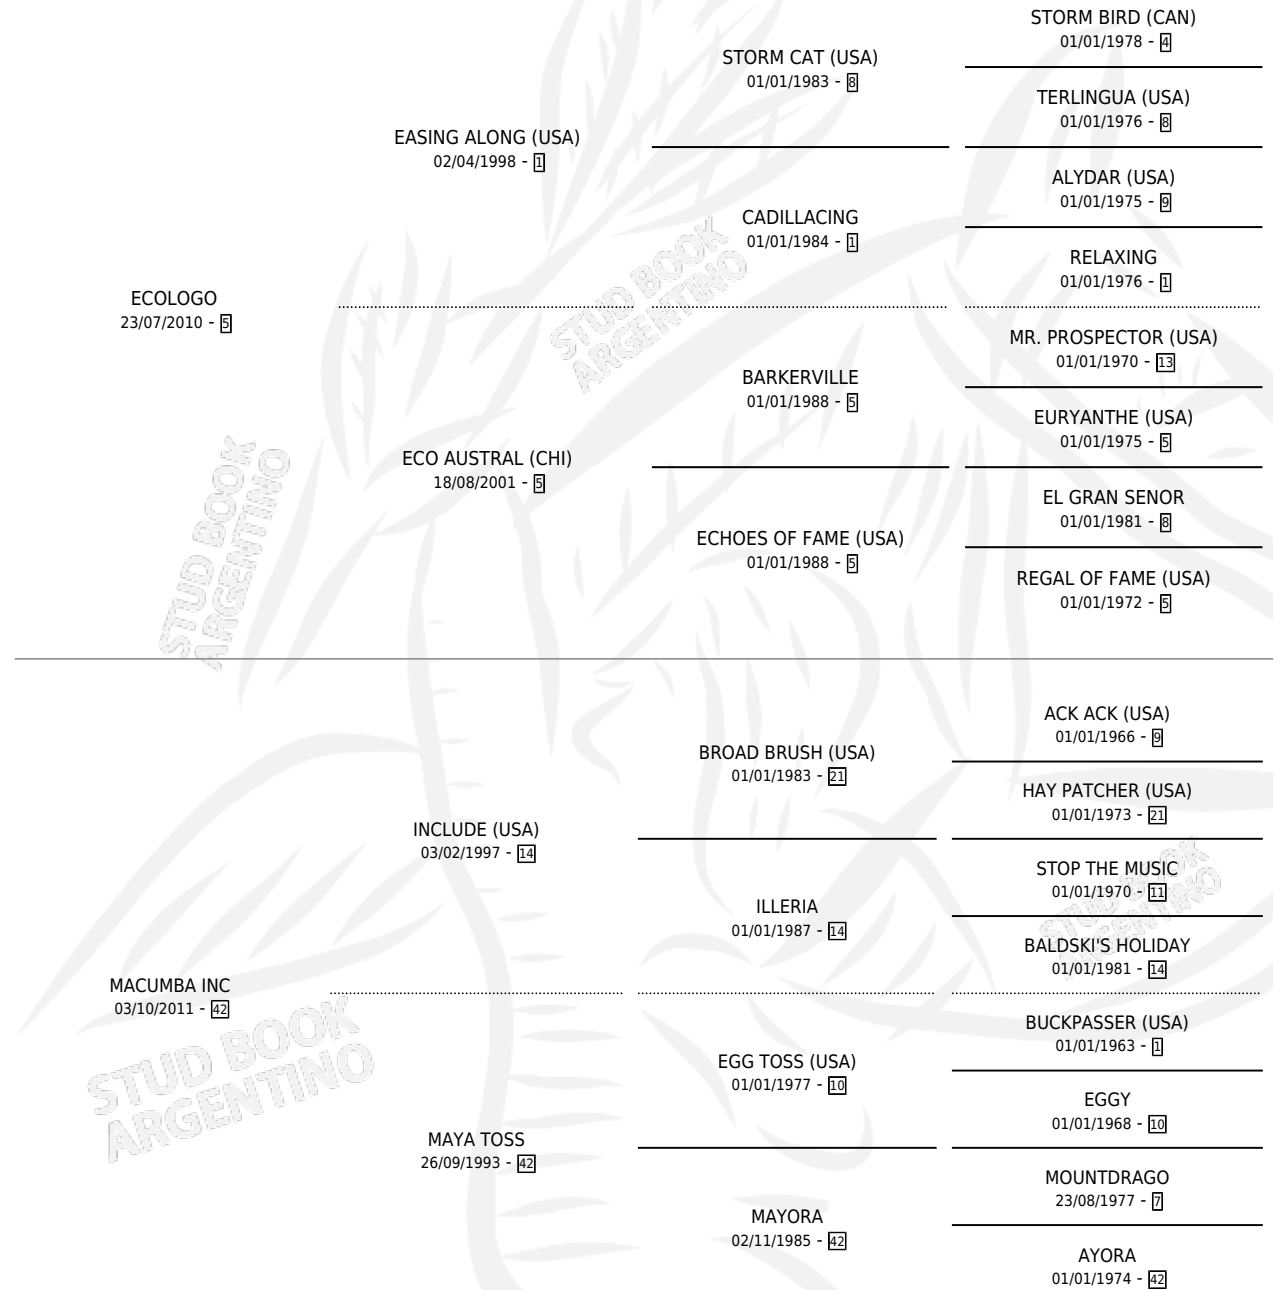 STORM BIRD (CAN)
01/01/1978 - 4
STORM CAT (USA)
01/01/1983 - 8
TERLINGUA (USA)
01/01/1976 - 8
EASING ALONG (USA)
02/04/1998 - 1
ALYDAR (USA)
01/01/1975 - 9
CADILLACING
01/01/1984 - 1
RELAXING
01/01/1976 - 1
ECOLOGO
23/07/2010 - 5
MR. PROSPECTOR (USA)
01/01/1970 - 13
BARKERVILLE
01/01/1988 - 5
EURYANTHE (USA)
01/01/1975 - 5
ECO AUSTRAL (CHI)
18/08/2001 - 5
EL GRAN SENOR
01/01/1981 - 8
ECHOES OF FAME (USA)
01/01/1988 - 5
REGAL OF FAME (USA)
01/01/1972 - 5
STUD BOOK
ARGENTINO
STUD BOOK
ARGENTINO
ACK ACK (USA)
01/01/1966 - 9
BROAD BRUSH (USA)
01/01/1983 - 21
HAY PATCHER (USA)
01/01/1973 - 21
INCLUDE (USA)
03/02/1997 - 14
STOP THE MUSIC
01/01/1970 - 11
ILLERIA
01/01/1987 - 14
BALDSKI'S HOLIDAY
01/01/1981 - 14
STUD BOOK
ARGENTINO
MACUMBA INC
03/10/2011 - 42
BUCKPASSER (USA)
01/01/1963 - 1
EGG TOSS (USA)
01/01/1977 - 10
EGGY
01/01/1968 - 10
STUD BOOK
ARGENTINO
MAYA TOSS
26/09/1993 - 42
MOUNTDRAGO
23/08/1977 - 7
MAYORA
02/11/1985 - 42
AYORA
01/01/1974 - 42